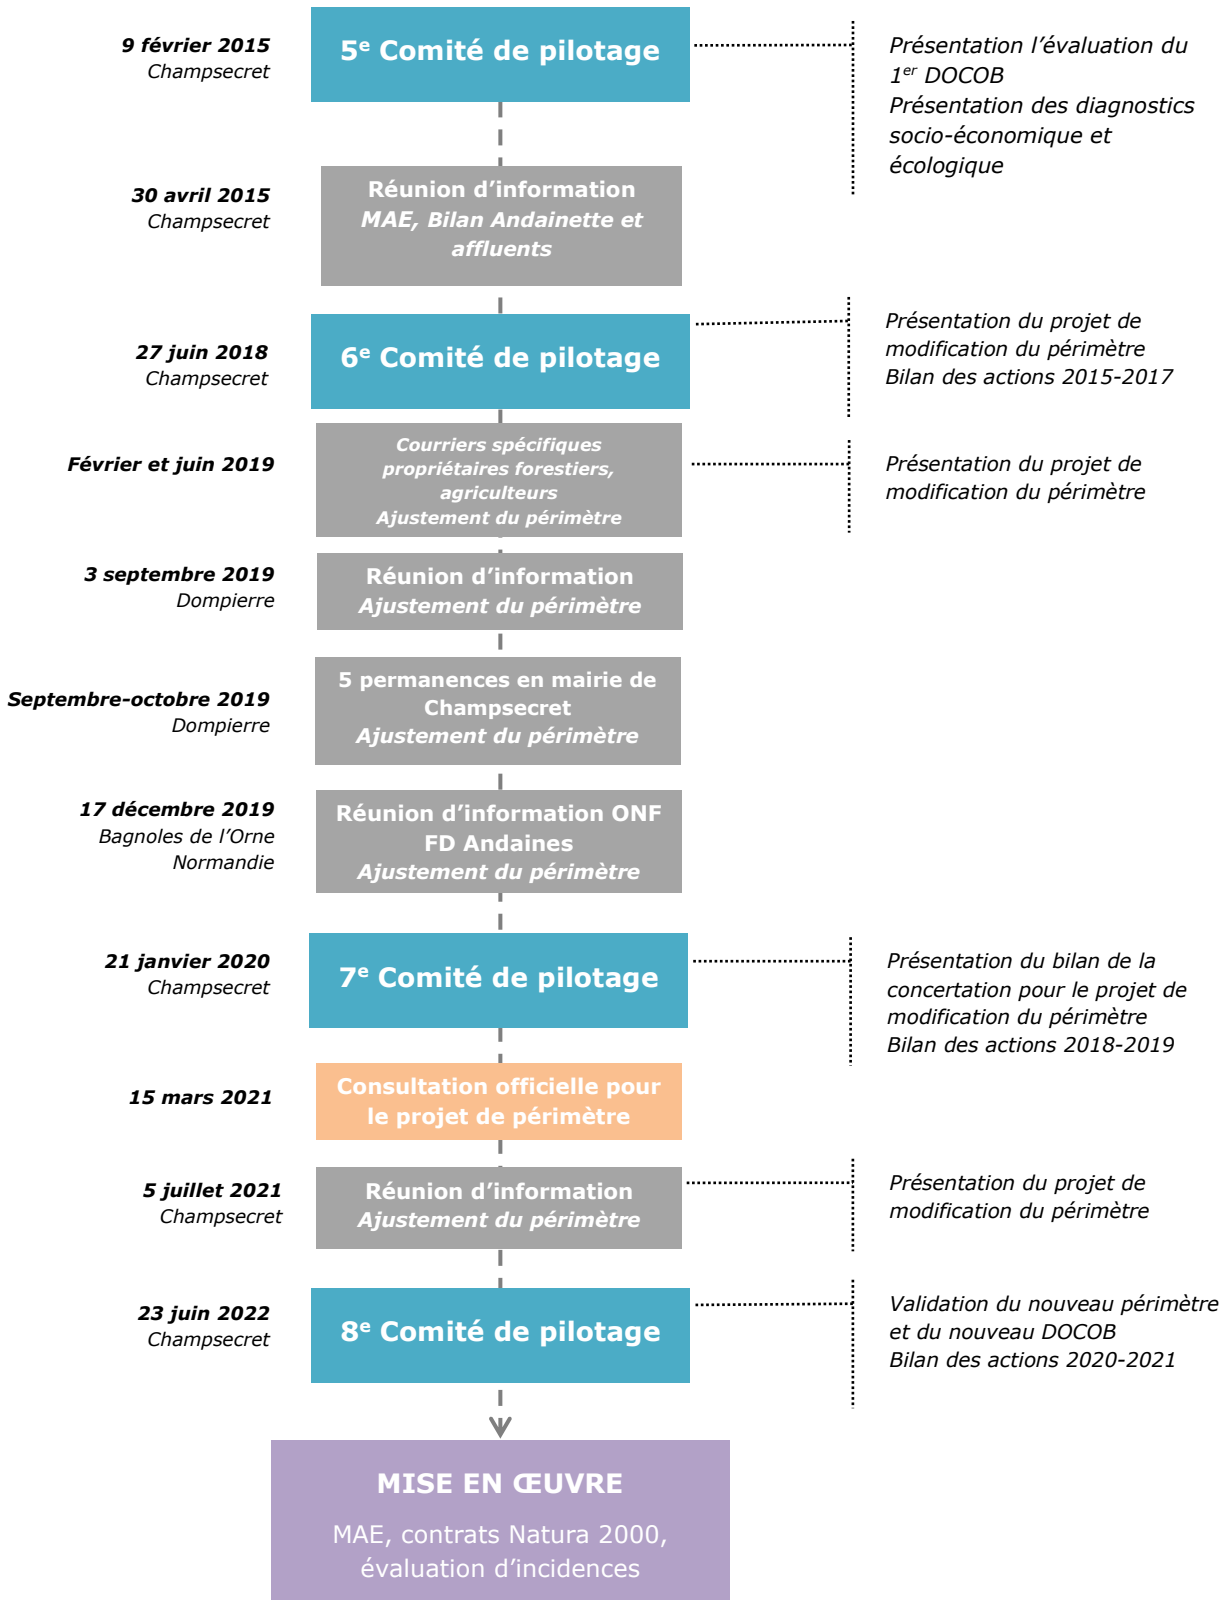 9 février 2015
Champsecret
5e Comité de pilotage
Présentation l'évaluation du
1er DOCOB
Présentation des diagnostics
socio-économique et
écologique
30 avril 2015
Champsecret
Réunion d'information
MAE, Bilan Andainette et
affluents
27 juin 2018
Champsecret
6e Comité de pilotage
Présentation du projet de
modification du périmètre
Bilan des actions 2015-2017
Février et juin 2019
Courriers spécifiques
propriétaires forestiers,
agriculteurs
Ajustement du périmètre
Présentation du projet de
modification du périmètre
3 septembre 2019
Dompierre
Réunion d'information
Ajustement du périmètre
Septembre-octobre 2019
Dompierre
5 permanences en mairie de
Champsecret
Ajustement du périmètre
17 décembre 2019
Bagnoles de l'Orne
Normandie
Réunion d'information ONF
FD Andaines
Ajustement du périmètre
21 janvier 2020
Champsecret
7e Comité de pilotage
Présentation du bilan de la
concertation pour le projet de
modification du périmètre
Bilan des actions 2018-2019
15 mars 2021
Consultation officielle pour
le projet de périmètre
5 juillet 2021
Champsecret
Réunion d'information
Ajustement du périmètre
Présentation du projet de
modification du périmètre
23 juin 2022
Champsecret
8e Comité de pilotage
Validation du nouveau périmètre
et du nouveau DOCOB
Bilan des actions 2020-2021
MISE EN ŒUVRE
MAE, contrats Natura 2000,
évaluation d'incidences